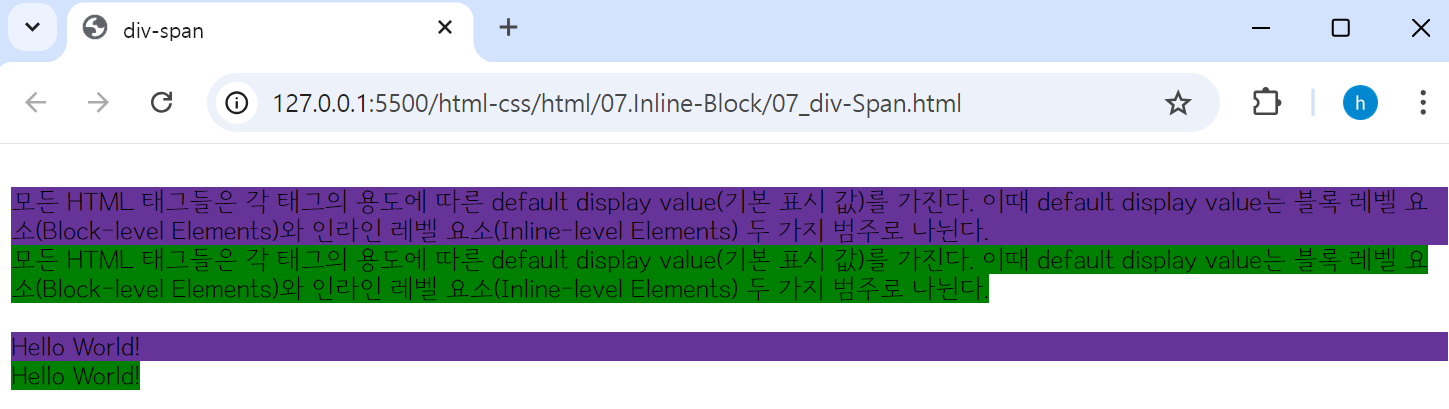 div-span
127.0.0.1:5500/html-css/html/07.Inline-Block/07_div-Span.html
h
모든 HTML 태그들은 각 태그의 용도에 따른 default display value(기본 표시 값)를 가진다. 이때 default display value는 블록 레벨 요
소(Block-level Elements)와 인라인 레벨 요소(Inline-level Elements) 두 가지 범주로 나뉜다.
모든 HTML 태그들은 각 태그의 용도에 따른 default display value(기본 표시 값)를 가진다. 이때 default display value는 블록 레벨 요
소(Block-level Elements)와 인라인 레벨 요소(Inline-level Elements) 두 가지 범주로 나뉜다.
Hello World!
Hello World!